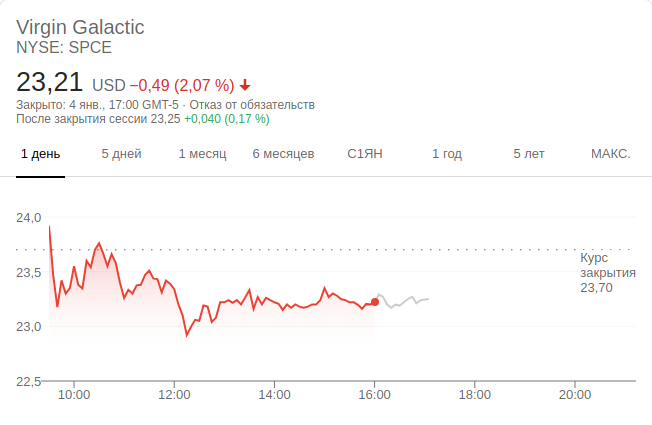 Virgin Galactic
NYSE: SPCE
23,21 USD −0,49 (2,07 %)
Закрыто: 4 янв., 17:00 GMT-5 · Отказ от обязательств
После закрытия сессии 23,25 +0,040 (0,17 %)
1 день 5 дней 1 месяц 6 месяцев С1ЯН 1 год 5 лет МАКС.
24,0
Курс
закрытия
23,70
23,5
23,0
22,5
10:00 12:00 14:00 16:00 18:00 20:00